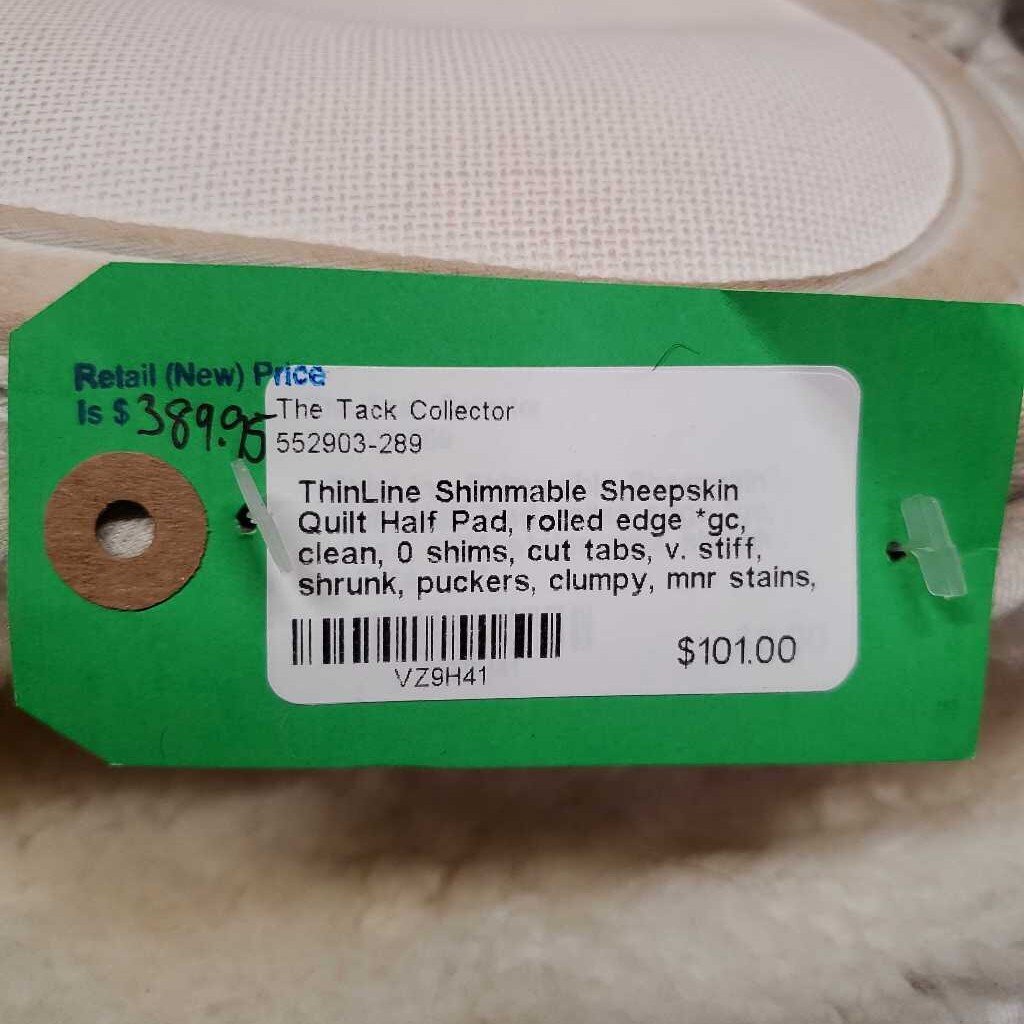 Retail (New) Price
Is $ 389.95
The Tack Collector
552903-289
ThinLine Shimmable Sheepskin
Quilt Half Pad, rolled edge *gc,
clean, 0 shims, cut tabs, v. stiff,
shrunk, puckers, clumpy, mnr stains,
VZ9H41
$101.00